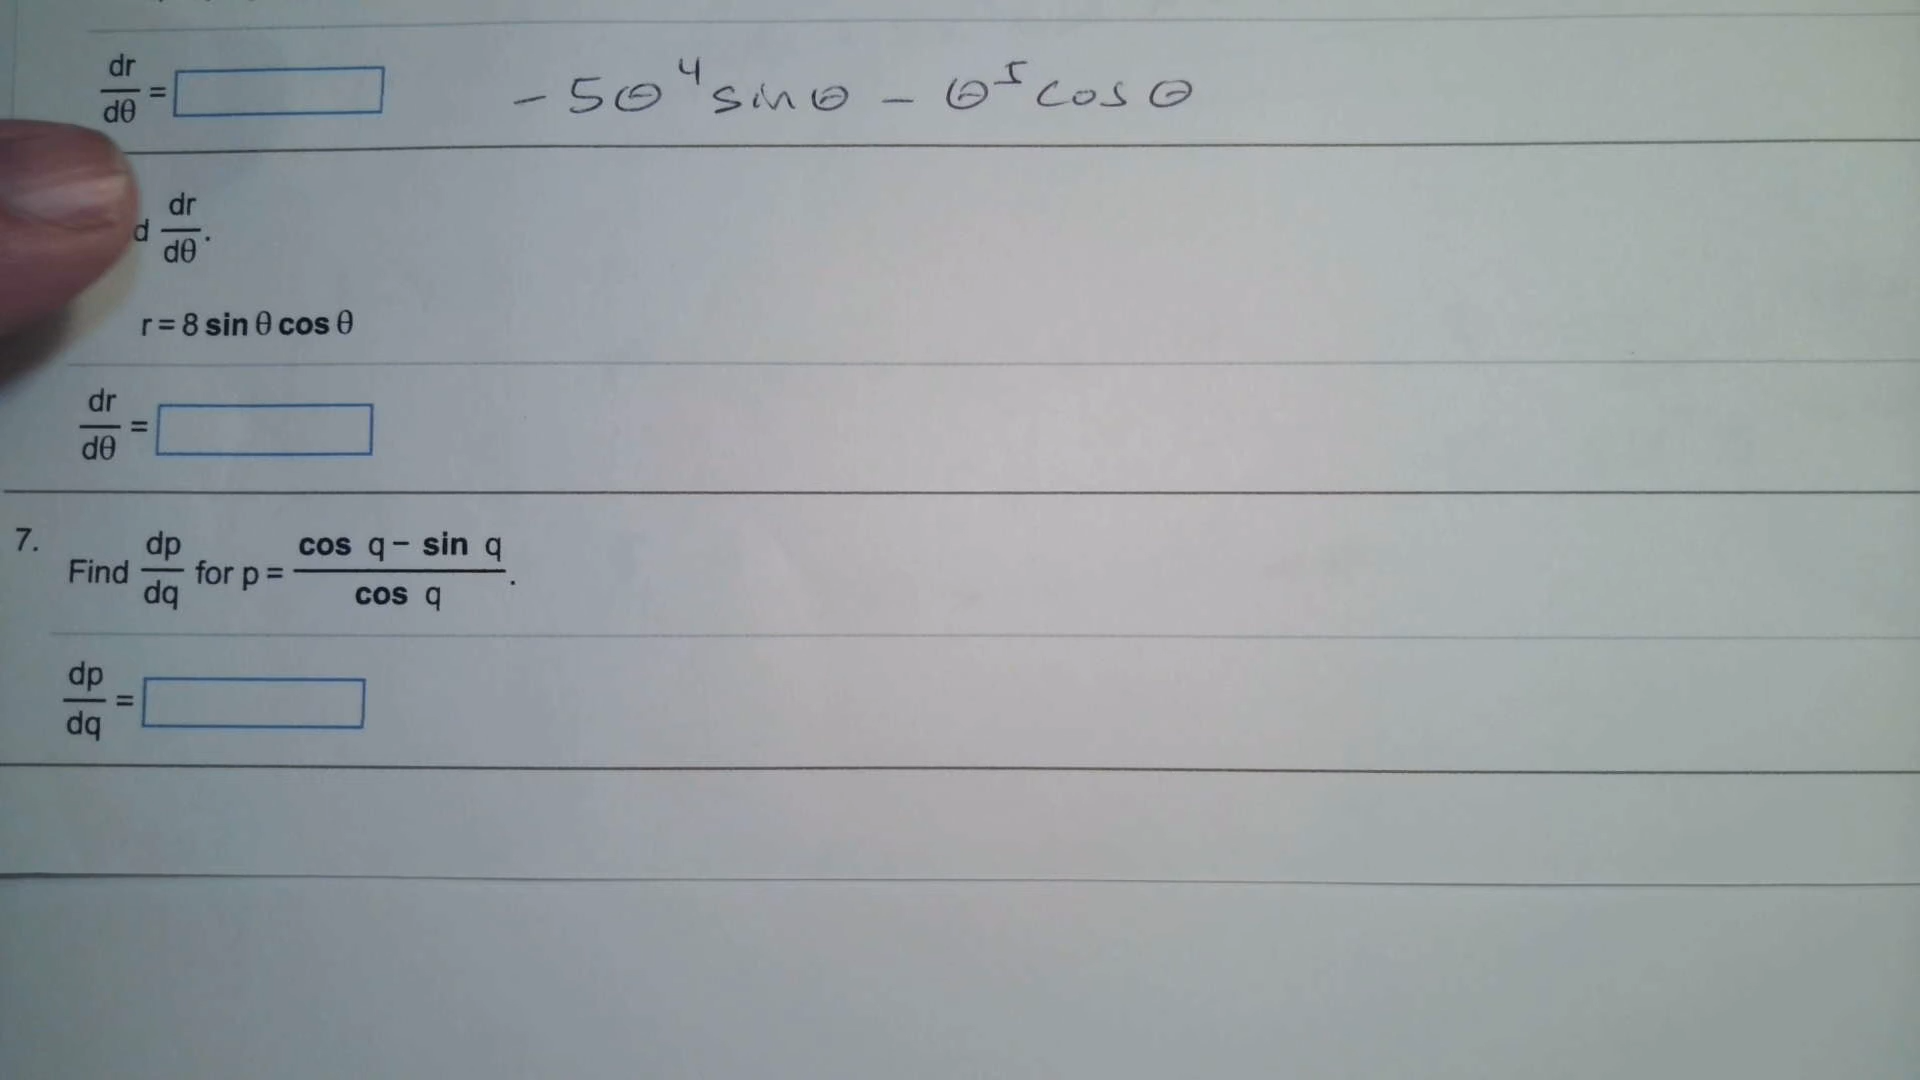 dr/dθ = -5θ⁴ sinθ - θ⁵ cos θ
d dr/dθ.
r = 8 sin θ cos θ
dr/dθ =
7. Find dp/dq for p = (cos q - sin q)/(cos q).
dp/dq =